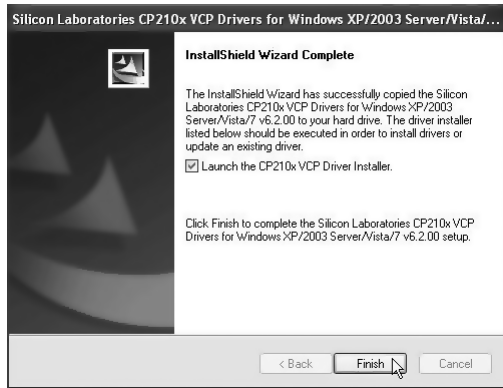 Silicon Laboratories CP210x VCP Drivers for Windows XP/2003 Server/Vista/...
InstallShield Wizard Complete
The InstallShield Wizard has successfully copied the Silicon
Laboratories CP210x VCP Drivers for Windows XP/2003
Server/Vista/7 v6.2.00 to your hard drive. The driver installer
listed below should be executed in order to install drivers or
update an existing driver.
Launch the CP210x VCP Driver Installer.
Click Finish to complete the Silicon Laboratories CP210x VCP
Drivers for Windows XP/2003 Server/Vista/7 v6.2.00 setup.
< Back Finish Cancel